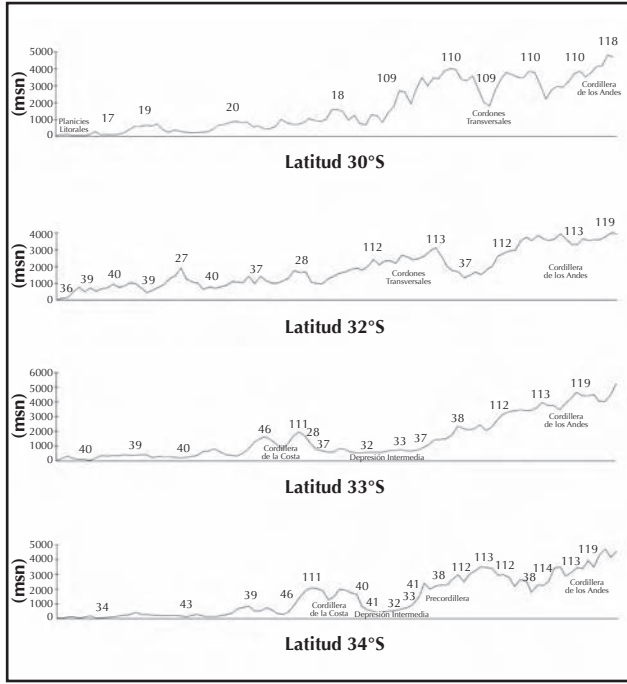 5000
4000
3000
2000
1000
0
(msn)
Planicies
Litorales
17 19 20 18 109 110 109 110 110 118
Cordones
Transversales
Cordillera
de los Andes
Latitud 30°S
4000
3000
2000
1000
0
(msn)
36 39 40 39 27 40 37 28 112 113 37 112 113 119
Cordones
Transversales
Cordillera
de los Andes
Latitud 32°S
6000
5000
4000
3000
2000
1000
0
(msn)
40 39 40 46 111 28 37 32 33 37 38 112 113 119
Cordillera
de la Costa
Depresión Intermedia
Cordillera
de los Andes
Latitud 33°S
5000
4000
3000
2000
1000
0
(msn)
34 43 39 46 111 40 41 32 33 41 38 112 113 112 38 114 113 119
Cordillera
de la Costa
Depresión Intermedia
Precordillera
Cordillera
de los Andes
Latitud 34°S